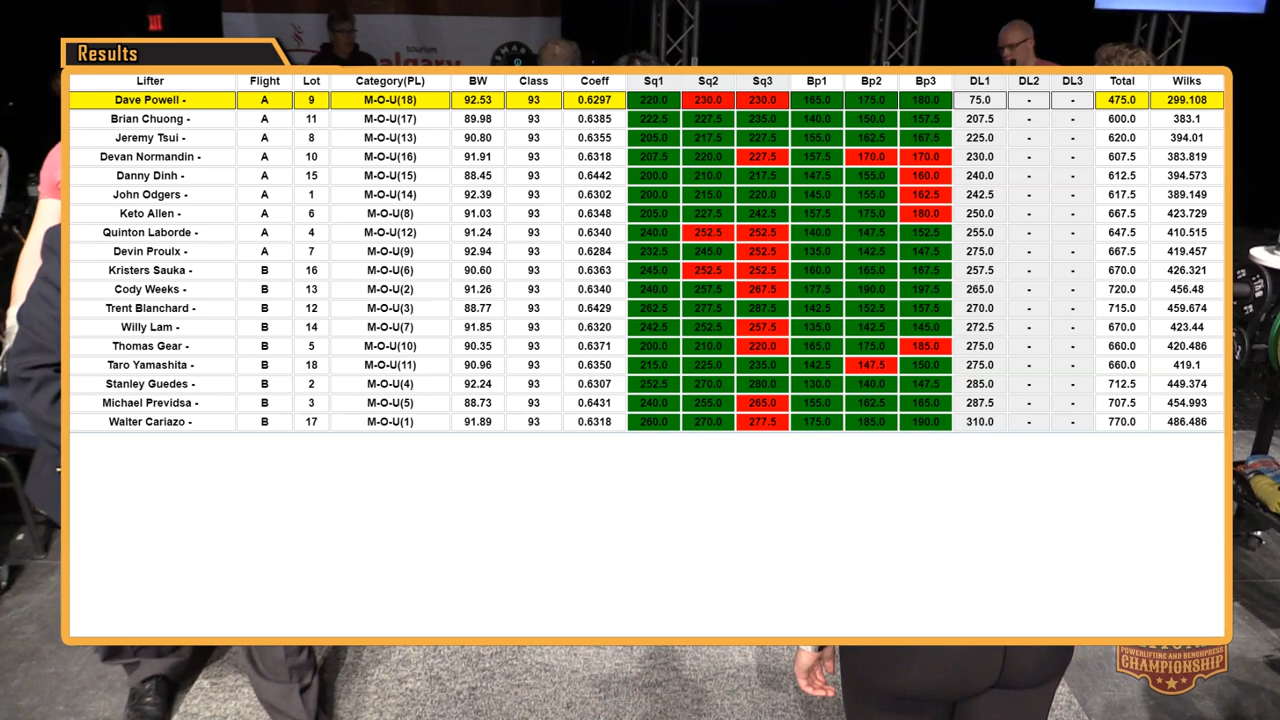 tourism
algary
Results
Lifter Flight Lot Category(PL) BW Class Coeff Sq1 Sq2 Sq3 Bp1 Bp2 Bp3 DL1 DL2 DL3 Total Wilks
Dave Powell - A 9 M-O-U(18) 92.53 93 0.6297 220.0 230.0 230.0 165.0 175.0 180.0 75.0 - - 475.0 299.108
Brian Chuong - A 11 M-O-U(17) 89.98 93 0.6385 222.5 227.5 235.0 140.0 150.0 157.5 207.5 - - 600.0 383.1
Jeremy Tsui - A 8 M-O-U(13) 90.80 93 0.6355 205.0 217.5 227.5 155.0 162.5 167.5 225.0 - - 620.0 394.01
Devan Normandin - A 10 M-O-U(16) 91.91 93 0.6318 207.5 220.0 227.5 157.5 170.0 170.0 230.0 - - 607.5 383.819
Danny Dinh - A 15 M-O-U(15) 88.45 93 0.6442 200.0 210.0 217.5 147.5 155.0 160.0 240.0 - - 612.5 394.573
John Odgers - A 1 M-O-U(14) 92.39 93 0.6302 200.0 215.0 220.0 145.0 155.0 162.5 242.5 - - 617.5 389.149
Keto Allen - A 6 M-O-U(8) 91.03 93 0.6348 205.0 227.5 242.5 157.5 175.0 180.0 250.0 - - 667.5 423.729
Quinton Laborde - A 4 M-O-U(12) 91.24 93 0.6340 240.0 252.5 252.5 140.0 147.5 152.5 255.0 - - 647.5 410.515
Devin Proulx - A 7 M-O-U(9) 92.94 93 0.6284 232.5 245.0 252.5 135.0 142.5 147.5 275.0 - - 667.5 419.457
Kristers Sauka - B 16 M-O-U(6) 90.60 93 0.6363 245.0 252.5 252.5 160.0 165.0 167.5 257.5 - - 670.0 426.321
Cody Weeks - B 13 M-O-U(2) 91.26 93 0.6340 240.0 257.5 267.5 177.5 190.0 197.5 265.0 - - 720.0 456.48
Trent Blanchard - B 12 M-O-U(3) 88.77 93 0.6429 262.5 277.5 287.5 142.5 152.5 157.5 270.0 - - 715.0 459.674
Willy Lam - B 14 M-O-U(7) 91.85 93 0.6320 242.5 252.5 257.5 135.0 142.5 145.0 272.5 - - 670.0 423.44
Thomas Gear - B 5 M-O-U(10) 90.35 93 0.6371 200.0 210.0 220.0 165.0 175.0 185.0 275.0 - - 660.0 420.486
Taro Yamashita - B 18 M-O-U(11) 90.96 93 0.6350 215.0 225.0 235.0 142.5 147.5 150.0 275.0 - - 660.0 419.1
Stanley Guedes - B 2 M-O-U(4) 92.24 93 0.6307 252.5 270.0 280.0 130.0 140.0 147.5 285.0 - - 712.5 449.374
Michael Previdsa - B 3 M-O-U(5) 88.73 93 0.6431 240.0 255.0 265.0 155.0 162.5 165.0 287.5 - - 707.5 454.993
Walter Cariazo - B 17 M-O-U(1) 91.89 93 0.6318 260.0 270.0 277.5 175.0 185.0 190.0 310.0 - - 770.0 486.486
POWERLIFTING AND BENCHPRESS
CHAMPIONSHIP